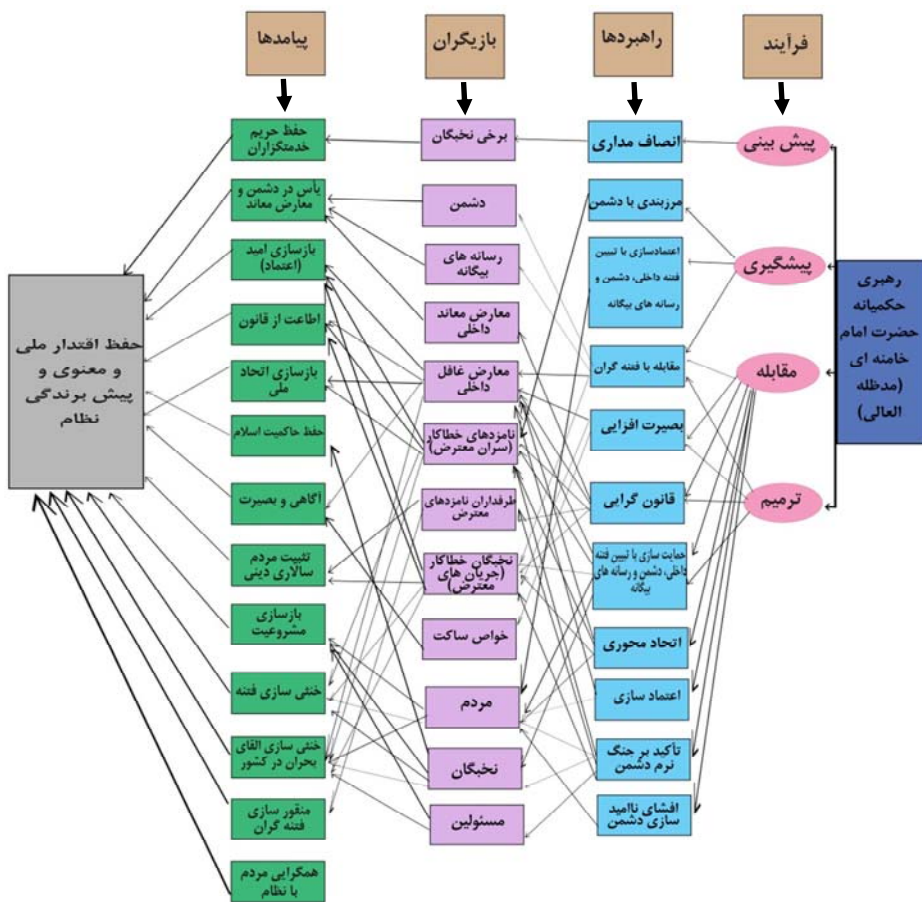 فرآیند
راهبردها
بازیگران
پیامدها
رهبری
حکمیانه
حضرت امام
خامنه ای
(مدظله
العالی)
پیش بینی
پیشگیری
مقابله
ترمیم
انصاف مداری
مرزبندی با دشمن
اعتمادسازی با تبیین
فتنه داخلی، دشمن و
رسانه های بیگانه
مقابله با فتنه گران
بصیرت افزایی
قانون گرایی
حمایت سازی با تبیین فتنه
داخلی، دشمن و رسانه های
بیگانه
اتحاد محوری
اعتماد سازی
تأکید بر جنگ
نرم دشمن
افشای ناامید
سازی دشمن
برخی نخبگان
دشمن
رسانه های
بیگانه
معارض معاند
داخلی
معارض غافل
داخلی
نامزدهای خطاکار
(سران معترض)
طرفداران نامزدهای
معترض
نخبگان خطاکار
(جریان های
معترض)
خواص ساکت
مردم
نخبگان
مسئولین
حفظ حریم
خدمتگزاران
یأس در دشمن و
معارض معاند
بازسازی امید
(اعتماد)
اطاعت از قانون
بازسازی اتحاد
ملی
حفظ حاکمیت اسلام
آگاهی و بصیرت
تثبیت مردم
سالاری دینی
بازسازی
مشروعیت
خنثی سازی فتنه
خنثی سازی القای
بحران در کشور
منفور سازی
فتنه گران
همگرایی مردم
با نظام
حفظ اقتدار ملی
و معنوی و
پیش برندگی
نظام